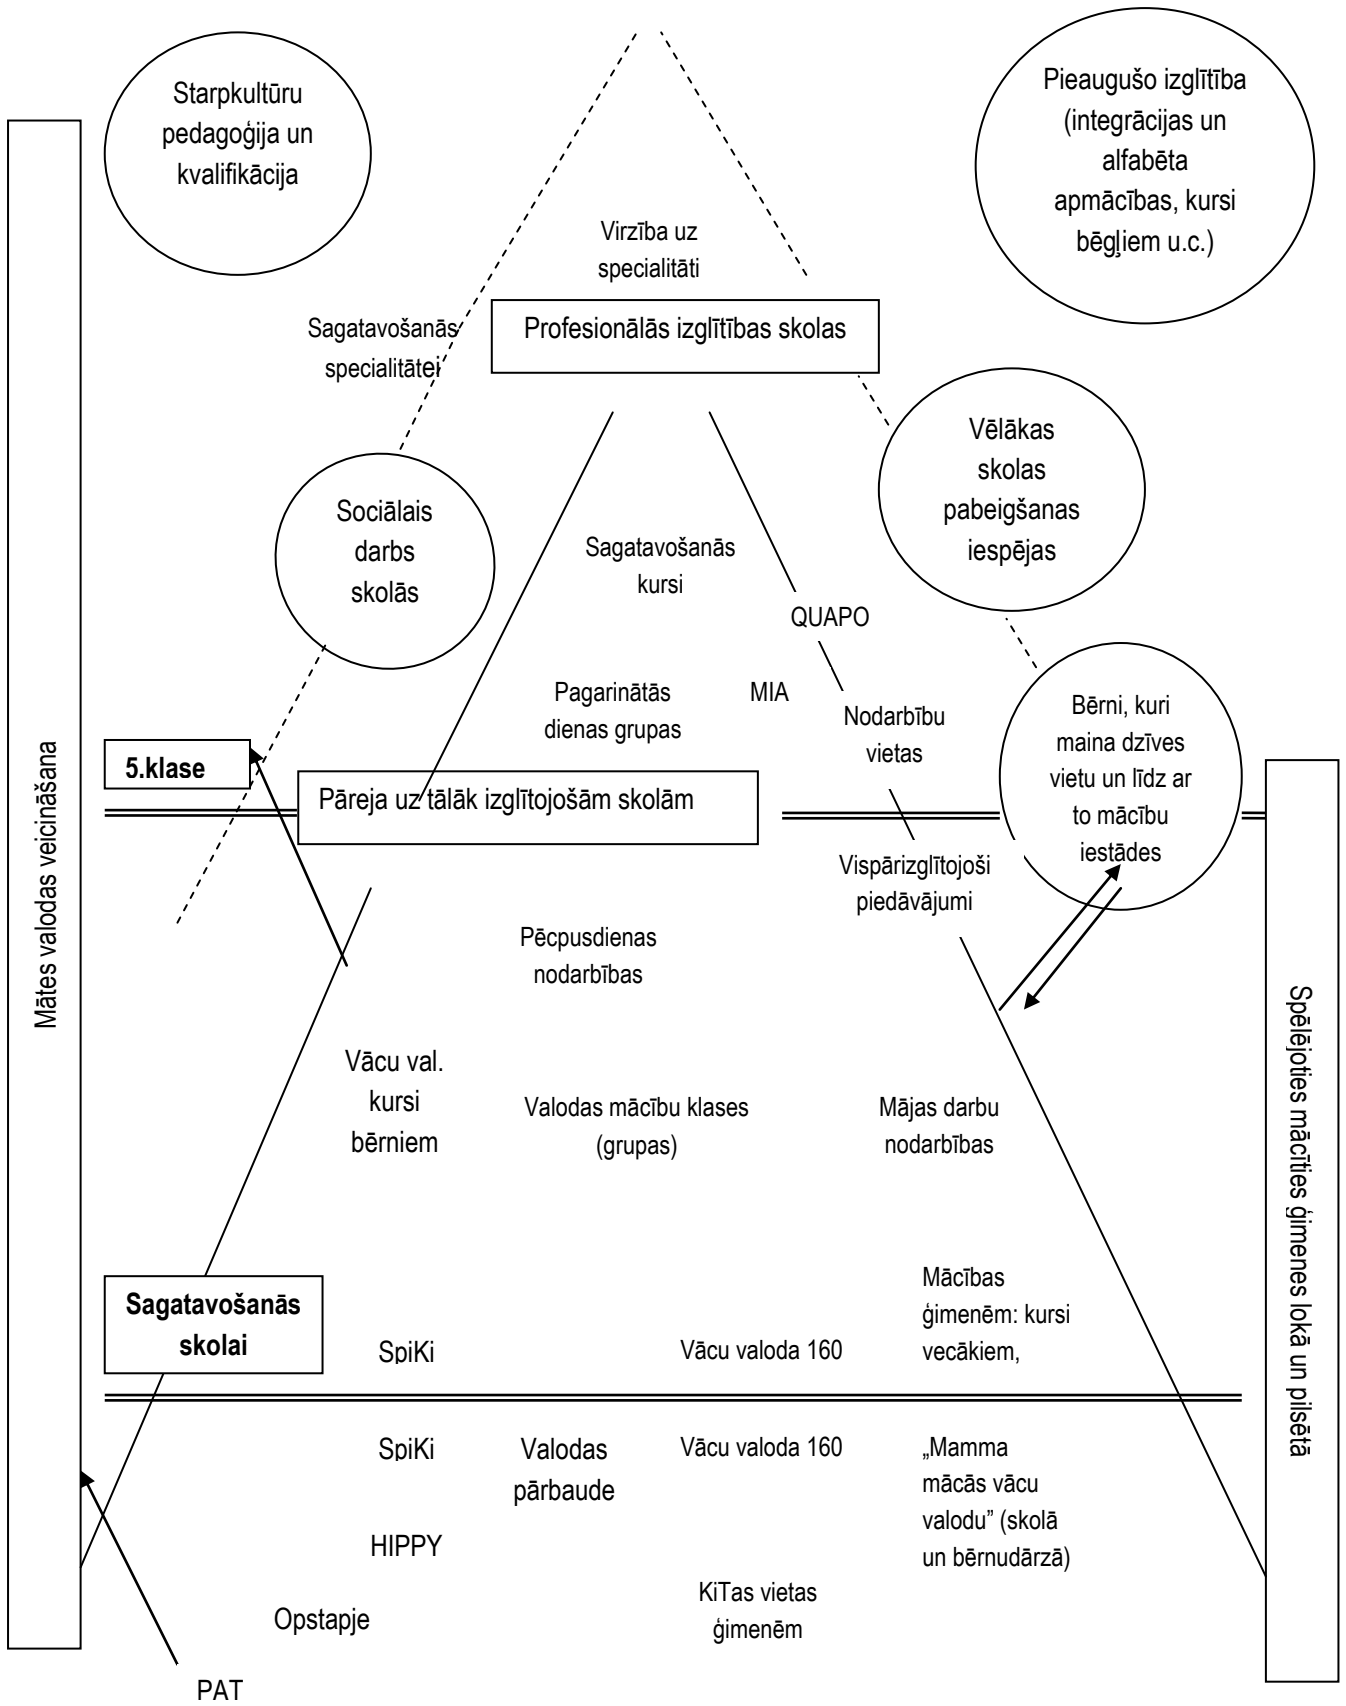 Starpkultūru
pedagoģija un
kvalifikācija
Pieaugušo izglītība
(integrācijas un
alfabēta
apmācības, kursi
bēgļiem u.c.)
Virzība uz
specialitāti
Sagatavošanās
specialitātei
Profesionālās izglītības skolas
Vēlākas
skolas
pabeigšanas
iespējas
Sociālais
darbs
skolās
Sagatavošanās
kursi
QUAPO
Pagarinātās
dienas grupas
MIA
Nodarbību
vietas
Bērni, kuri
maina dzīves
vietu un līdz ar
to mācību
iestādes
5.klase
Pāreja uz tālāk izglītojošām skolām
Mātes valodas veicināšana
Vispārizglītojoši
piedāvājumi
Pēcpusdienas
nodarbības
Spēlējoties mācīties ģimenes lokā un pilsētā
Vācu val.
kursi
bērniem
Valodas mācību klases
(grupas)
Mājas darbu
nodarbības
Sagatavošanās
skolai
SpiKi
Vācu valoda 160
Mācības
ģimenēm: kursi
vecākiem,
SpiKi
Valodas
pārbaude
Vācu valoda 160
„Mamma
mācās vācu
valodu” (skolā
un bērnudārzā)
HIPPY
KiTas vietas
ģimenēm
Opstapje
PAT